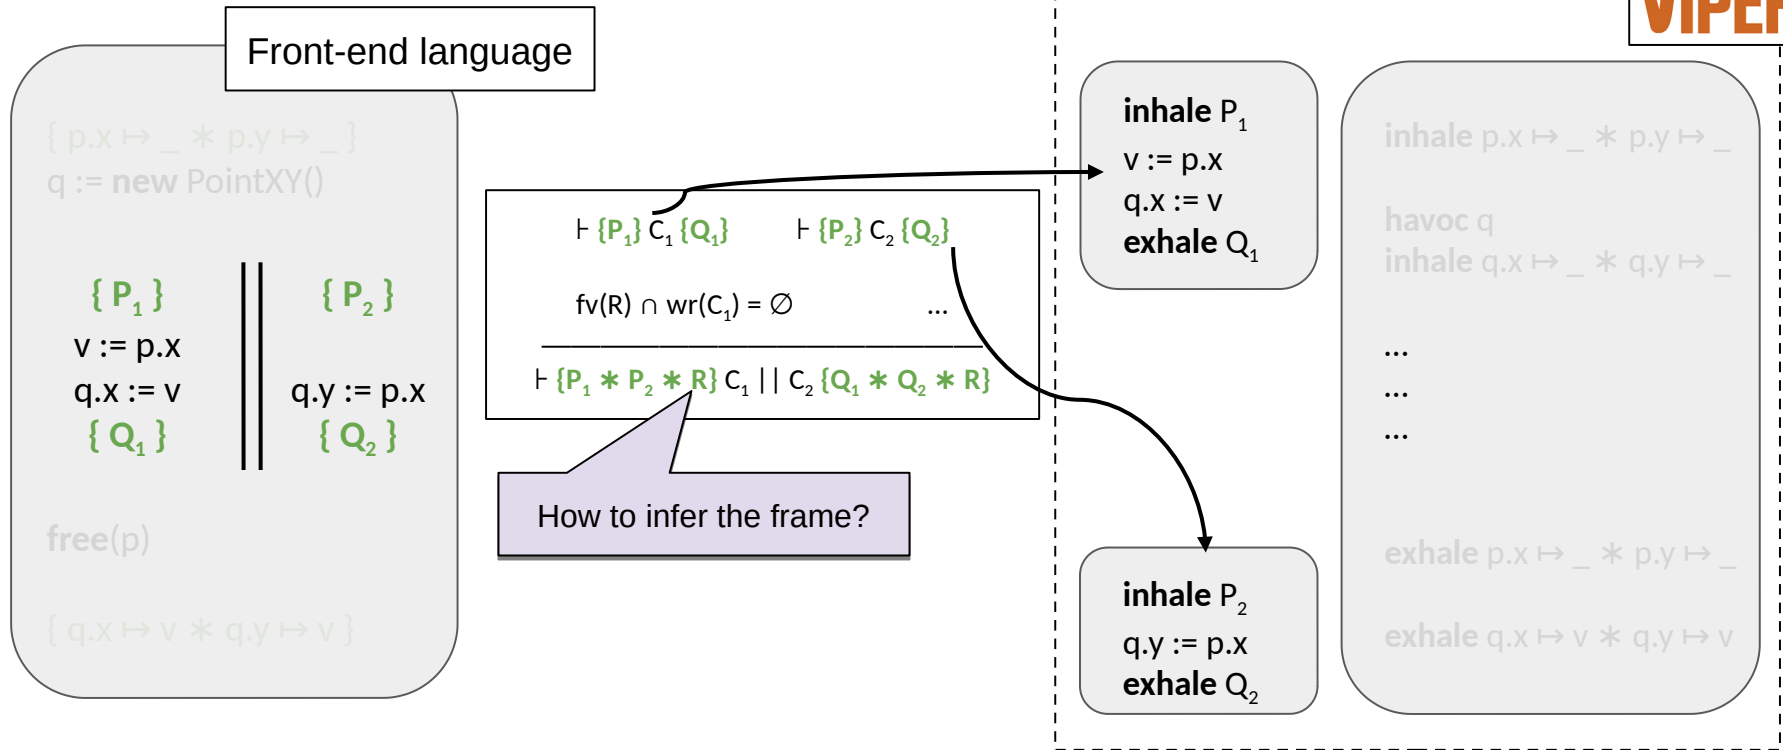 Front-end language
{ p.x ↦ _ ∗ p.y ↦ _ }
q := new PointXY()
{ P₁ }
v := p.x
q.x := v
{ Q₁ }
{ P₂ }
q.y := p.x
{ Q₂ }
free(p)
{ q.x ↦ v ∗ q.y ↦ v }
⊦ {P₁} C₁ {Q₁} ⊦ {P₂} C₂ {Q₂}
fv(R) ∩ wr(C₁) = ∅ ...
⊦ {P₁ ∗ P₂ ∗ R} C₁ || C₂ {Q₁ ∗ Q₂ ∗ R}
How to infer the frame?
inhale P₁
v := p.x
q.x := v
exhale Q₁
inhale P₂
q.y := p.x
exhale Q₂
VIPER
inhale p.x ↦ _ ∗ p.y ↦ _
havoc q
inhale q.x ↦ _ ∗ q.y ↦ _
...
...
...
exhale p.x ↦ _ ∗ p.y ↦ _
exhale q.x ↦ v ∗ q.y ↦ v